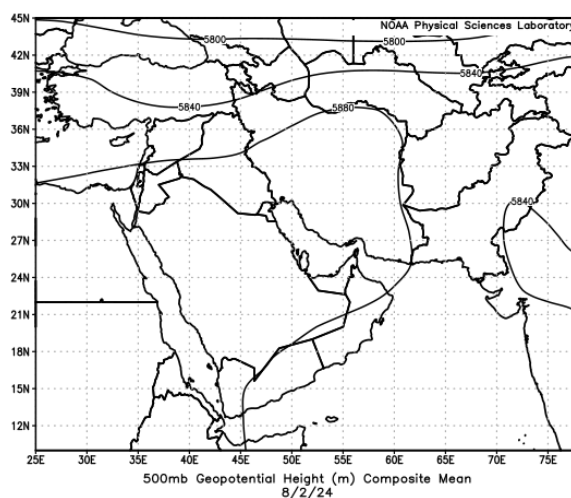 NOAA Physical Sciences Laboratory
45N
5800
5800
42N
5840
39N
5840
5880
36N
33N
30N
5840
27N
24N
21N
18N
15N
12N
25E 30E 35E 40E 45E 50E 55E 60E 65E 70E 75E
500mb Geopotential Height (m) Composite Mean
8/2/24